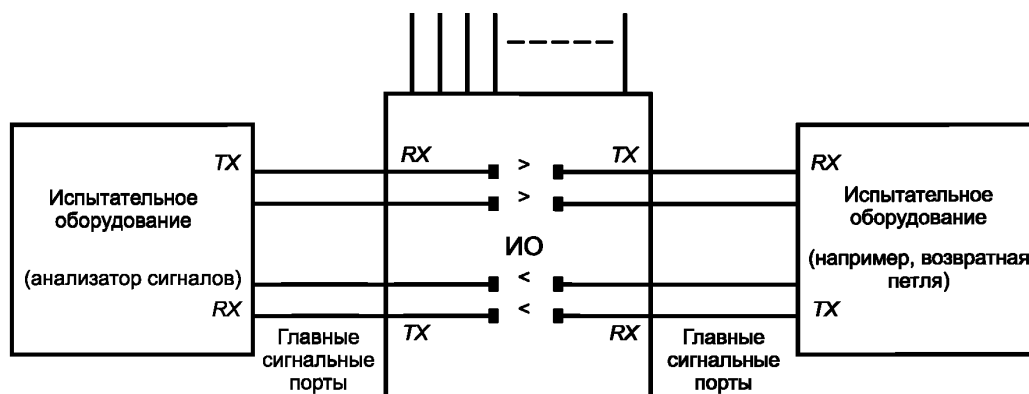 TX
Испытательное
оборудование
(анализатор сигналов)
RX
Главные
сигнальные
порты
RX
TX
>
>
ИО
<
<
TX
RX
Главные
сигнальные
порты
RX
Испытательное
оборудование
(например, возвратная
петля)
TX